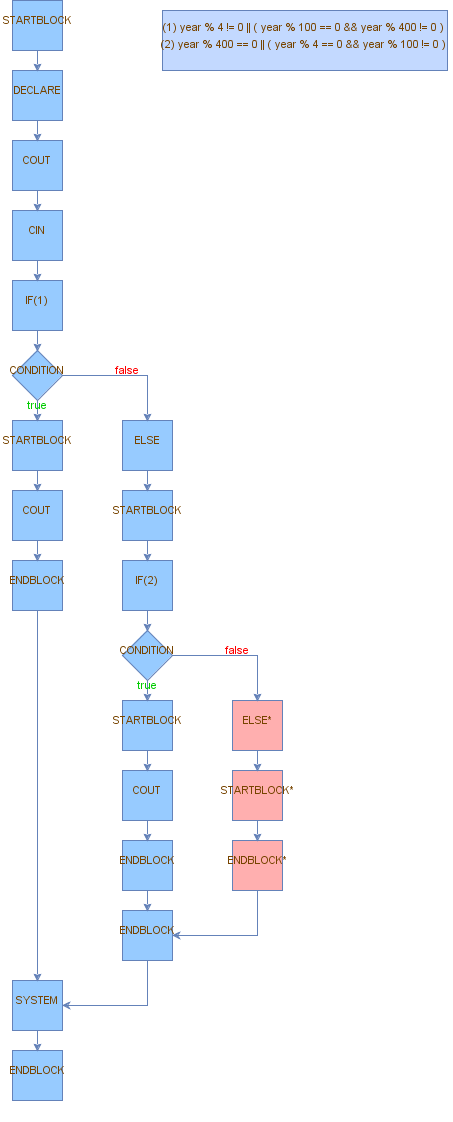 STARTBLOCK
(1) year % 4 != 0 || ( year % 100 == 0 && year % 400 != 0 )
(2) year % 400 == 0 || ( year % 4 == 0 && year % 100 != 0 )
DECLARE
COUT
CIN
IF(1)
CONDITION
false
true
STARTBLOCK
ELSE
COUT
STARTBLOCK
ENDBLOCK
IF(2)
CONDITION
false
true
STARTBLOCK
ELSE*
COUT
STARTBLOCK*
ENDBLOCK
ENDBLOCK*
ENDBLOCK
SYSTEM
ENDBLOCK